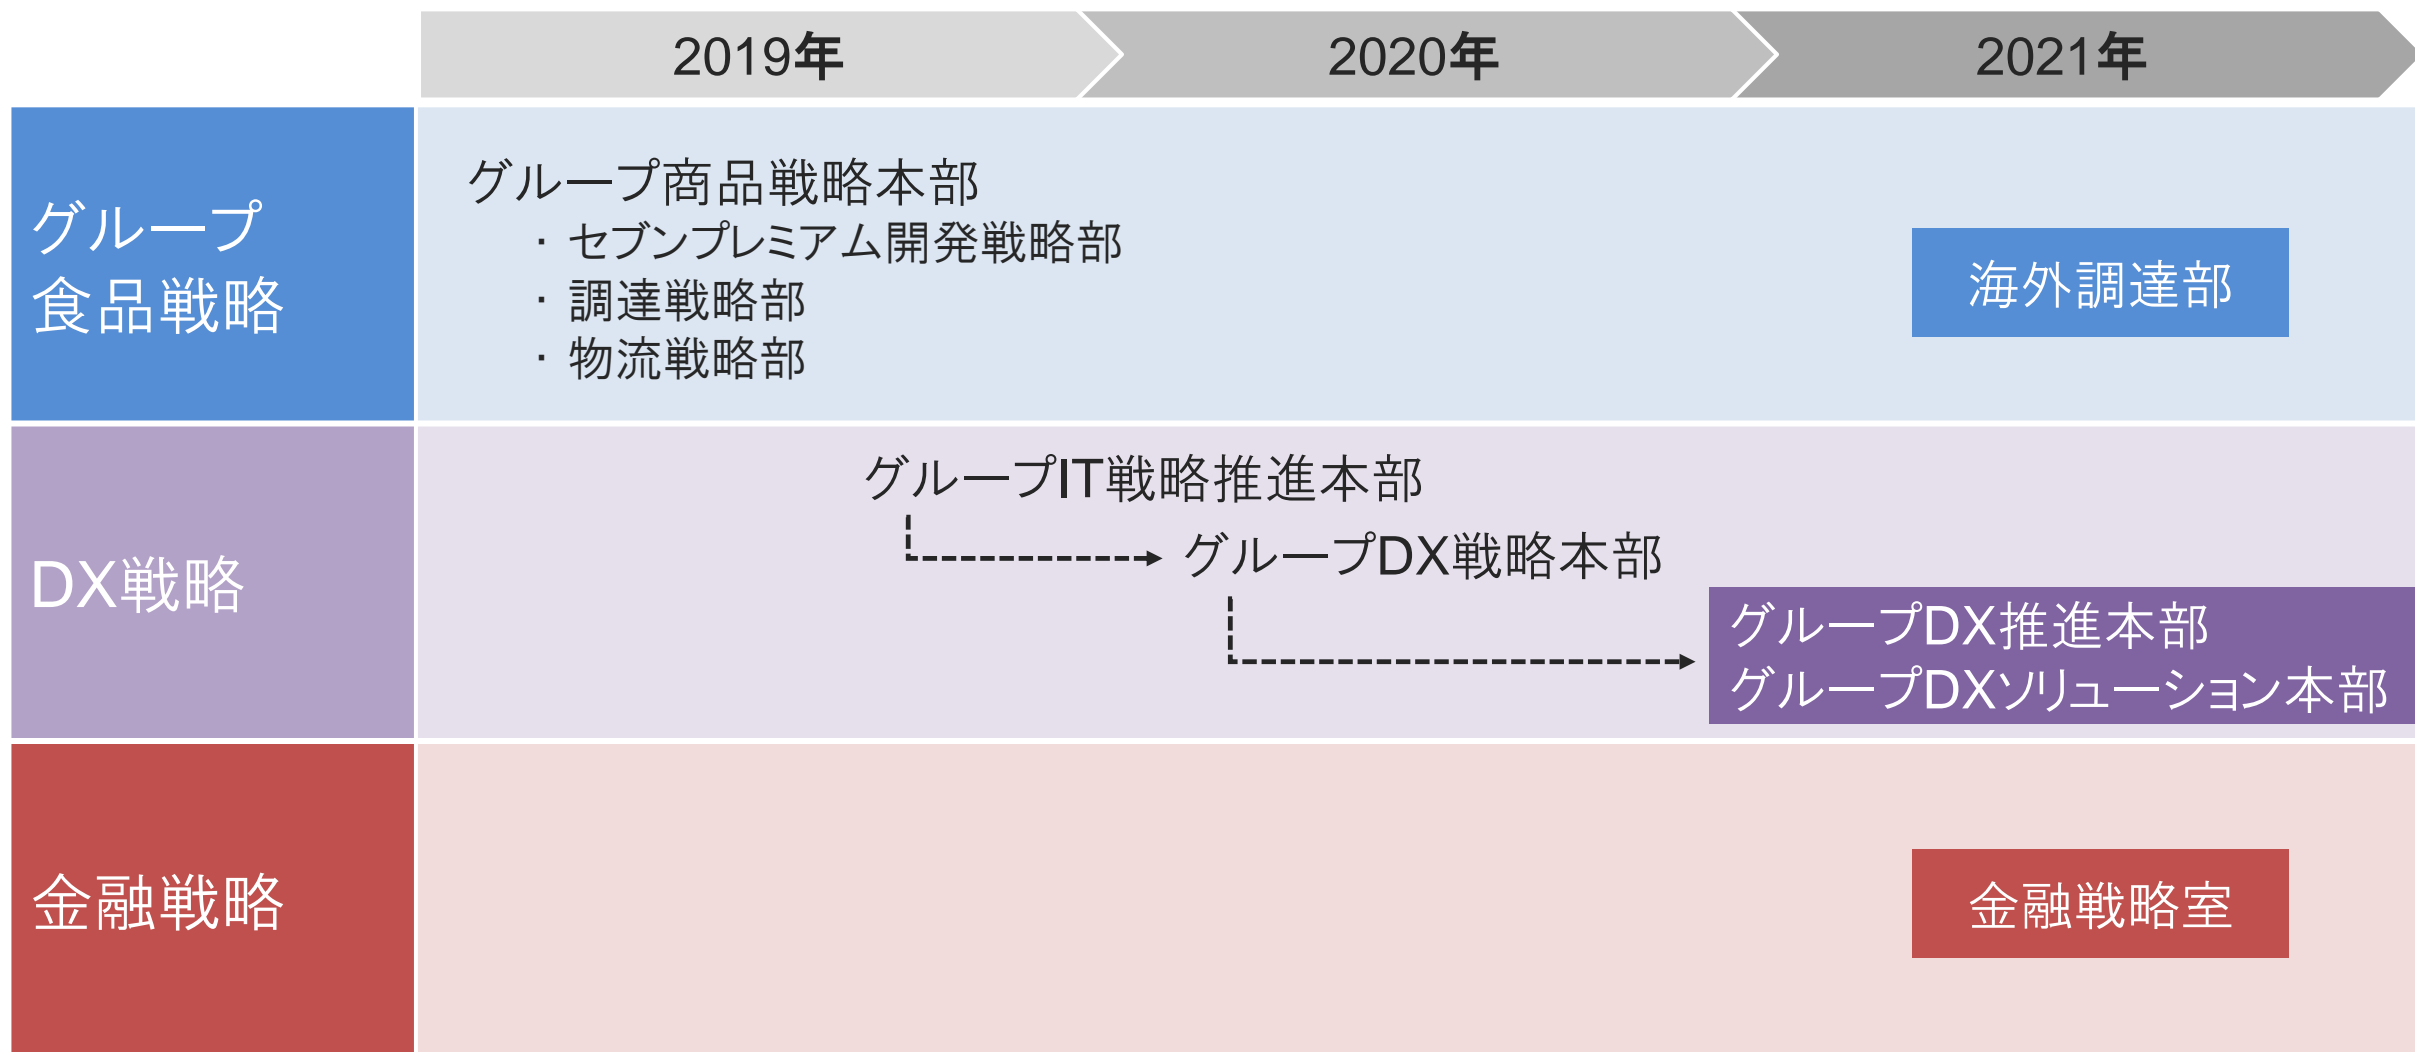 2019年
2020年
2021年
グループ
食品戦略
グループ商品戦略本部
・セブンプレミアム開発戦略部
・調達戦略部
・物流戦略部
海外調達部
DX戦略
グループIT戦略推進本部
グループDX戦略本部
グループDX推進本部
グループDXソリューション本部
金融戦略
金融戦略室